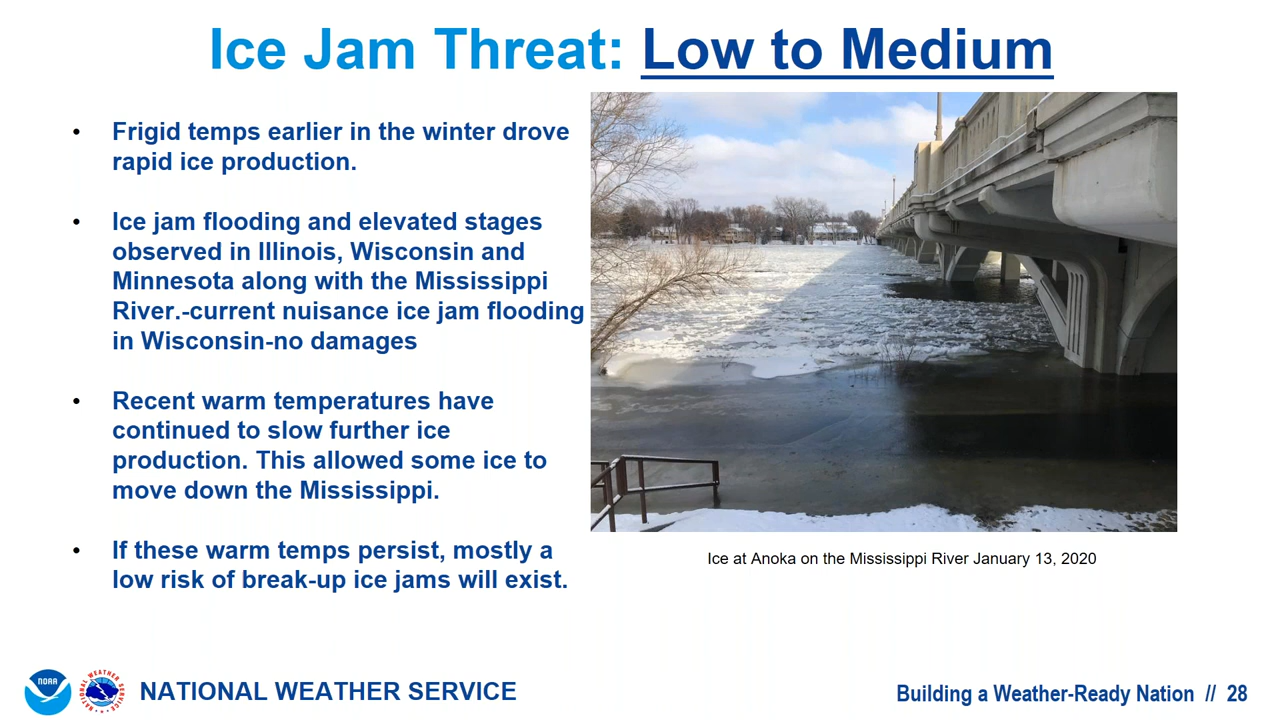 Ice Jam Threat: Low to Medium
• Frigid temps earlier in the winter drove
rapid ice production.
• Ice jam flooding and elevated stages
observed in Illinois, Wisconsin and
Minnesota along with the Mississippi
River.-current nuisance ice jam flooding
in Wisconsin-no damages
• Recent warm temperatures have
continued to slow further ice
production. This allowed some ice to
move down the Mississippi.
• If these warm temps persist, mostly a
low risk of break-up ice jams will exist.
Ice at Anoka on the Mississippi River January 13, 2020
NOAA
NATIONAL WEATHER SERVICE
NATIONAL WEATHER SERVICE
Building a Weather-Ready Nation // 28